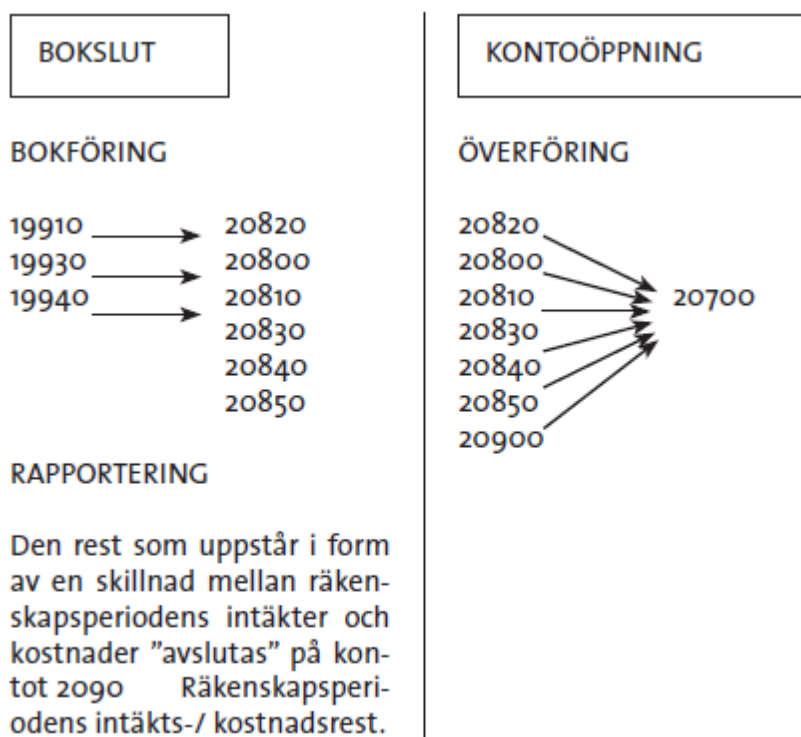 BOKSLUT
BOKFÖRING
19910 20820
19930 20800
19940 20810
20830
20840
20850
RAPPORTERING
Den rest som uppstår i form
av en skillnad mellan räken-
skapsperiodens intäkter och
kostnader ”avslutas” på kon-
tot 2090 Räkenskapsperi-
odens intäkts-/ kostnadsrest.
KONTOÖPPNING
ÖVERFÖRING
20820
20800
20810 20700
20830
20840
20850
20900